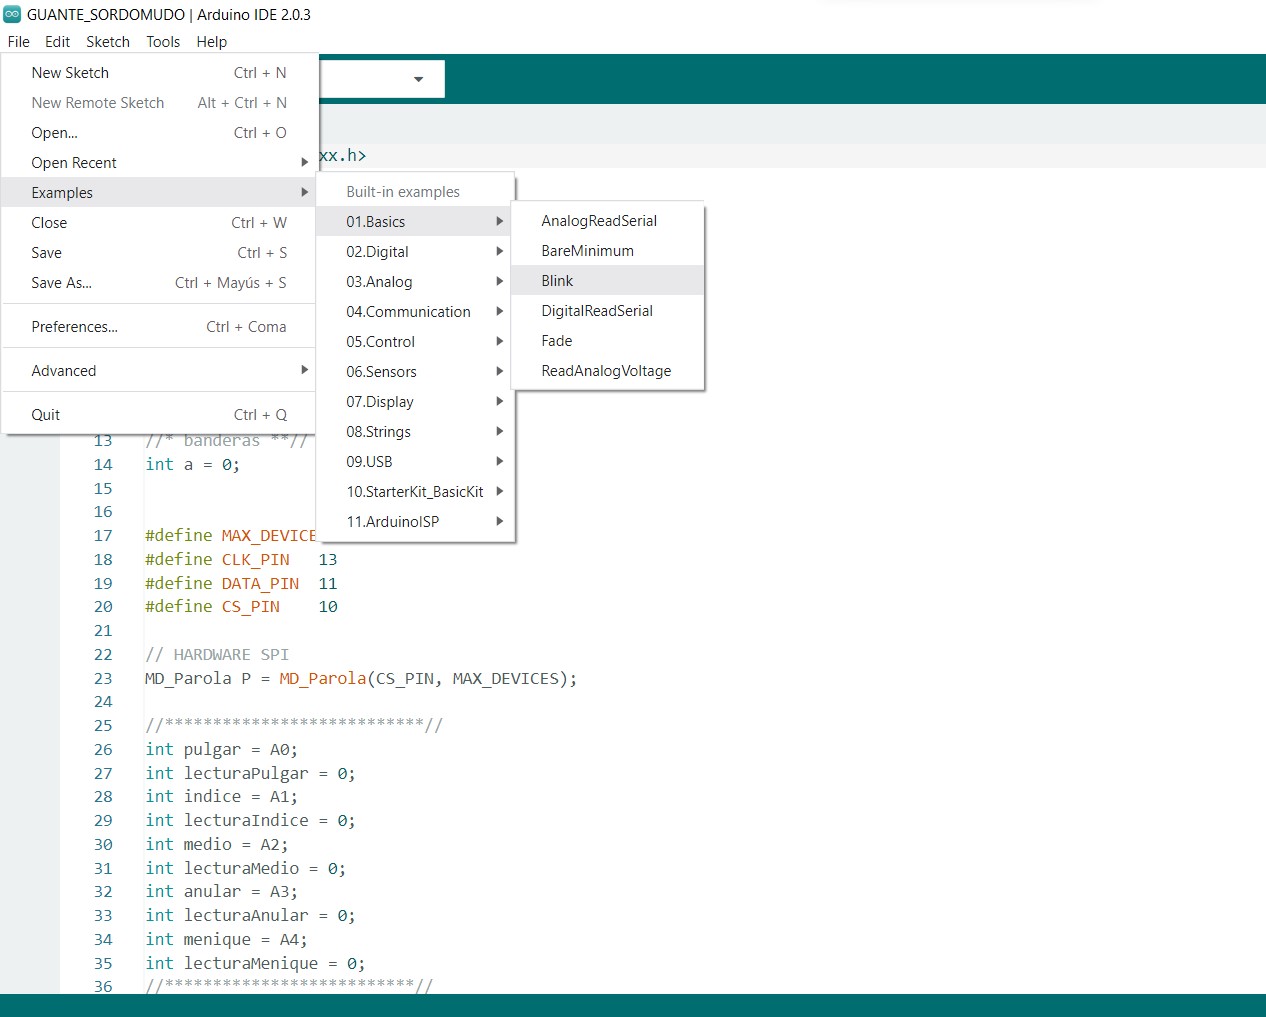 GUANTE_SORDOMUDO | Arduino IDE 2.0.3
File Edit Sketch Tools Help
New Sketch Ctrl + N
New Remote Sketch Alt + Ctrl + N
Open... Ctrl + O
Open Recent
Examples
Close Ctrl + W
Save Ctrl + S
Save As... Ctrl + Mayús + S
Preferences... Ctrl + Coma
Advanced
Quit Ctrl + Q
Built-in examples
01.Basics
02.Digital
03.Analog
04.Communication
05.Control
06.Sensors
07.Display
08.Strings
09.USB
10.StarterKit_BasicKit
11.ArduinoISP
AnalogReadSerial
BareMinimum
Blink
DigitalReadSerial
Fade
ReadAnalogVoltage
xx.h>
13 //* banderas **//
14 int a = 0;
15
16
17 #define MAX_DEVICE
18 #define CLK_PIN 13
19 #define DATA_PIN 11
20 #define CS_PIN 10
21
22 // HARDWARE SPI
23 MD_Parola P = MD_Parola(CS_PIN, MAX_DEVICES);
24
25 //***************************//
26 int pulgar = A0;
27 int lecturaPulgar = 0;
28 int indice = A1;
29 int lecturaIndice = 0;
30 int medio = A2;
31 int lecturaMedio = 0;
32 int anular = A3;
33 int lecturaAnular = 0;
34 int menique = A4;
35 int lecturaMenique = 0;
36 //**************************//